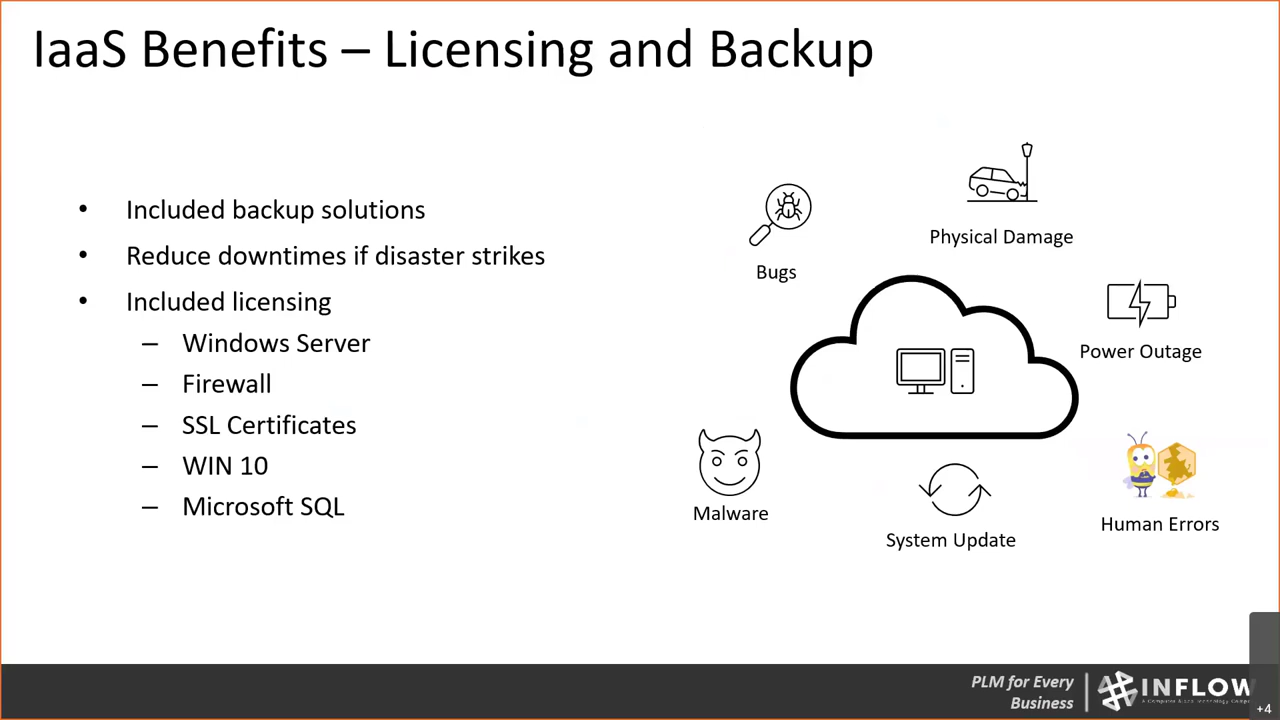 IaaS Benefits – Licensing and Backup
• Included backup solutions
• Reduce downtimes if disaster strikes
• Included licensing
– Windows Server
– Firewall
– SSL Certificates
– WIN 10
– Microsoft SQL
Physical Damage
Bugs
Power Outage
Malware
System Update
Human Errors
PLM for Every
Business
INFLOW
+4